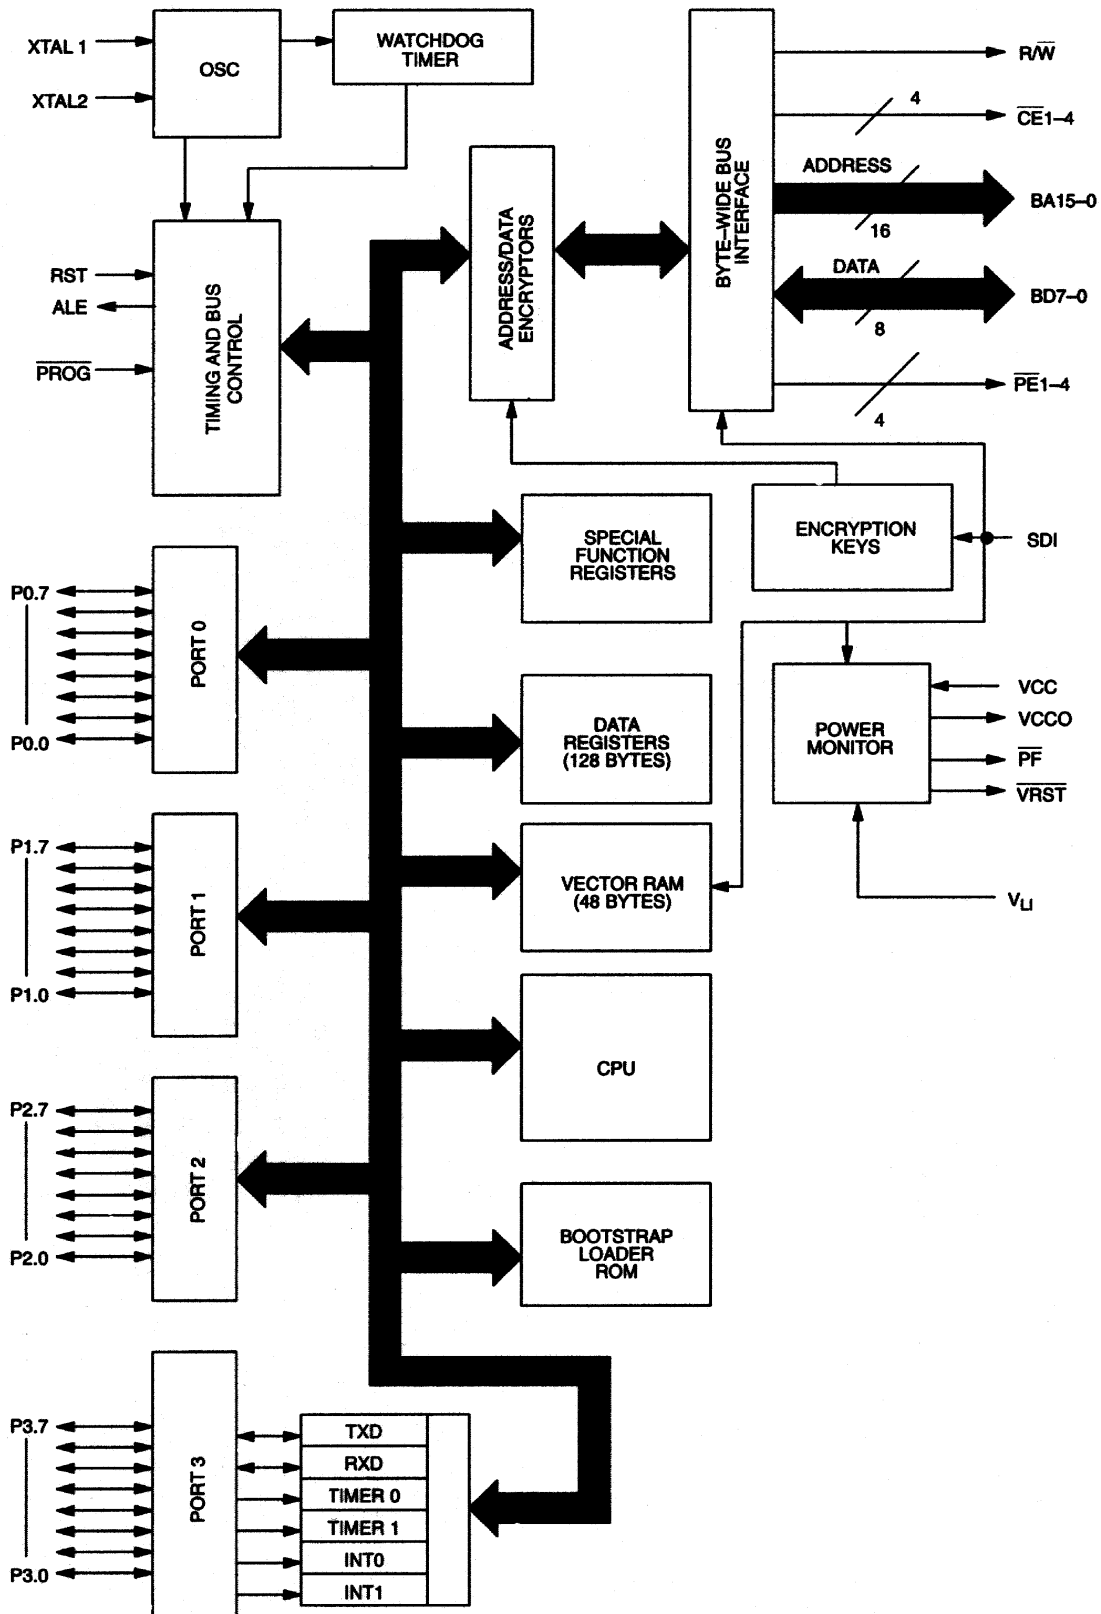 XTAL 1
XTAL2
OSC
WATCHDOG
TIMER
RST
ALE
PROG
TIMING AND BUS
CONTROL
ADDRESS/DATA
ENCRYPTORS
BYTE–WIDE BUS
INTERFACE
R/W
4
CE1–4
ADDRESS
16
BA15–0
DATA
8
BD7–0
PE1–4
4
ENCRYPTION
KEYS
SDI
SPECIAL
FUNCTION
REGISTERS
P0.7
P0.0
PORT 0
DATA
REGISTERS
(128 BYTES)
POWER
MONITOR
VCC
VCCO
PF
VRST
VLI
P1.7
P1.0
PORT 1
VECTOR RAM
(48 BYTES)
CPU
P2.7
P2.0
PORT 2
BOOTSTRAP
LOADER
ROM
P3.7
P3.0
PORT 3
TXD
RXD
TIMER 0
TIMER 1
INT0
INT1